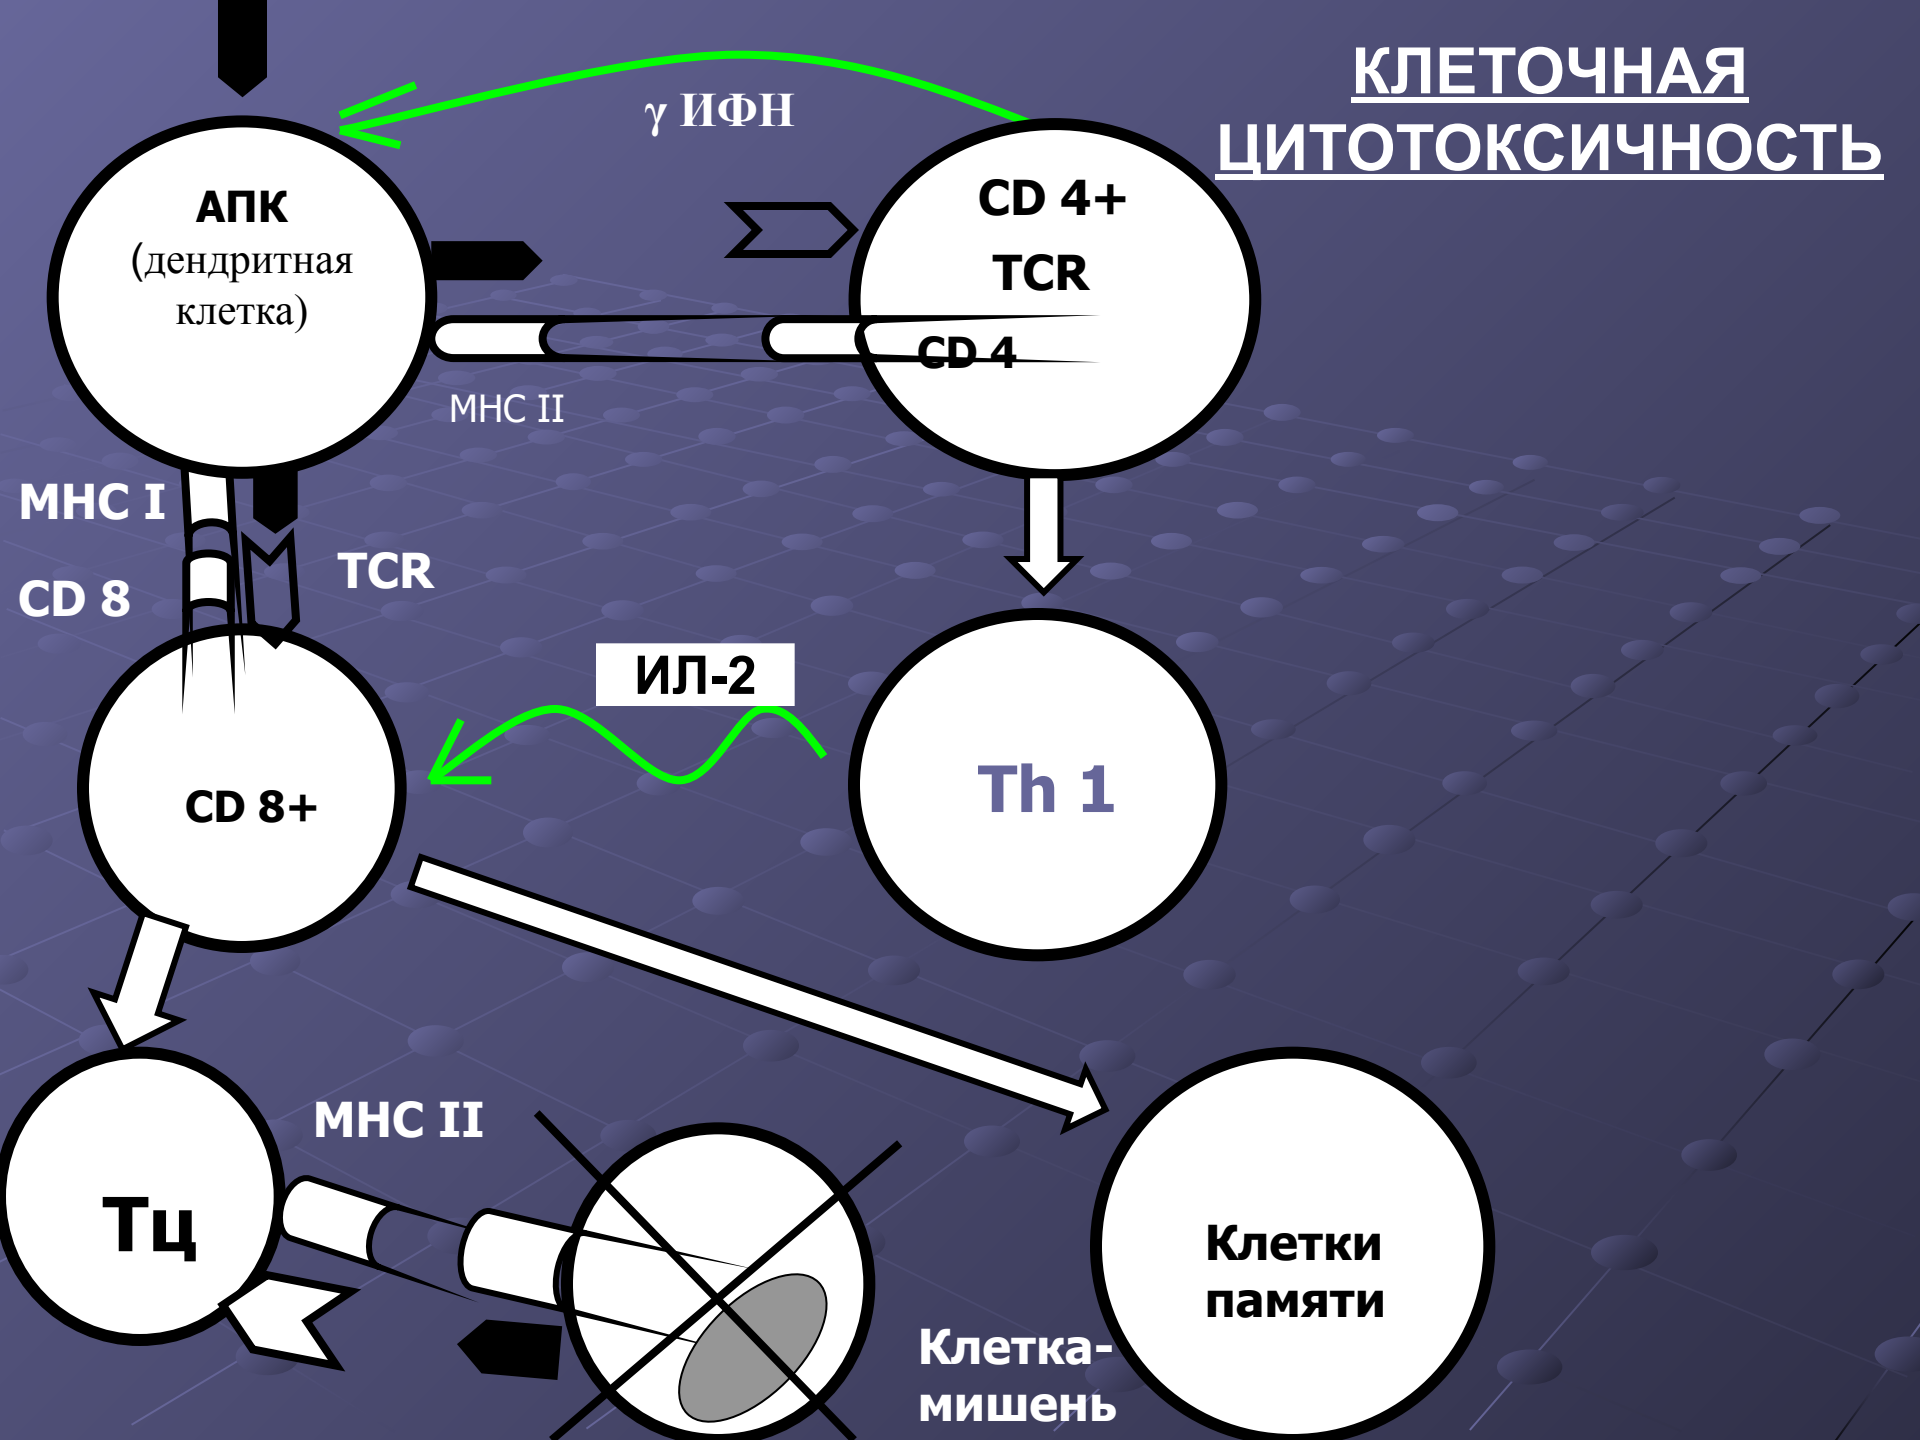 КЛЕТОЧНАЯ
ЦИТОТОКСИЧНОСТЬ
γ ИФН
АПК
(дендритная
клетка)
CD 4+
TCR
CD 4
MHC II
MHC I
CD 8
TCR
ИЛ-2
CD 8+
Th 1
MHC II
Тц
Клетка-
мишень
Клетки
памяти